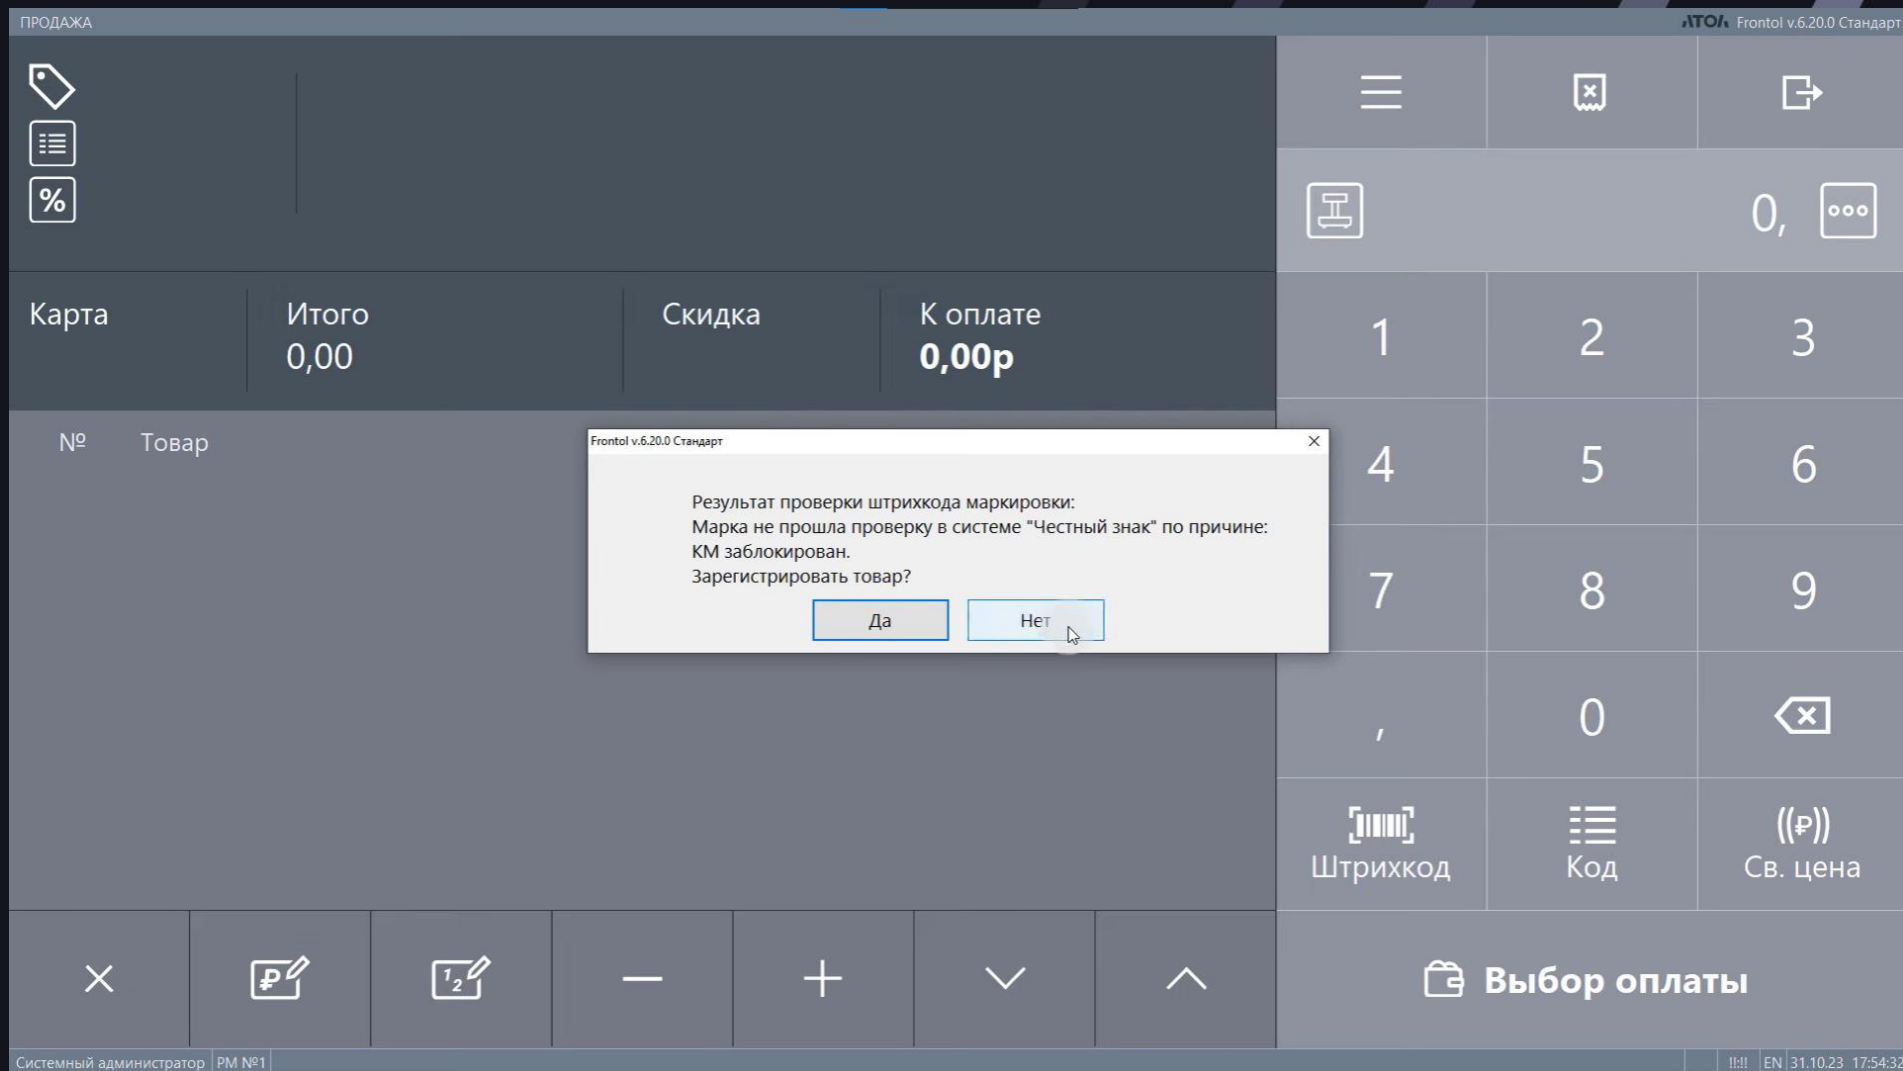 ПРОДАЖА
АТОЛ Frontol v.6.20.0 Стандарт
%
0,
Карта
Итого
0,00
Скидка
К оплате
0,00р
1 2 3
№ Товар
Frontol v.6.20.0 Стандарт
Результат проверки штрихкода маркировки:
Марка не прошла проверку в системе "Честный знак" по причине:
КМ заблокирован.
Зарегистрировать товар?
Да Нет
4 5 6
7 8 9
, 0
Штрихкод
Код
((₽))
Св. цена
₽
1 2
Выбор оплаты
Системный администратор РМ №1
!!:!! EN 31.10.23 17:54:32